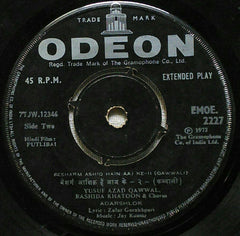 TRADE MARK
ODEON
Regd. Trade Mark of The Gramophone Co. Ltd.
45 R.P.M.
EXTENDED PLAY
7TJW.12346
Side Two
EMOE.
2227
Hindi Film:
PUTLIBAI
℗ 1972
The Gramophone
Co. of India
BESHARM ASHIQ HAIN AAJ KE-II (QAWWALI)
YUSUF AZAD QAWWAL,
RASHIDA KHATOON & Chorus
ADARSHLOK
Lyric: Zafar Gorakhpuri
Music: Jay Kumar